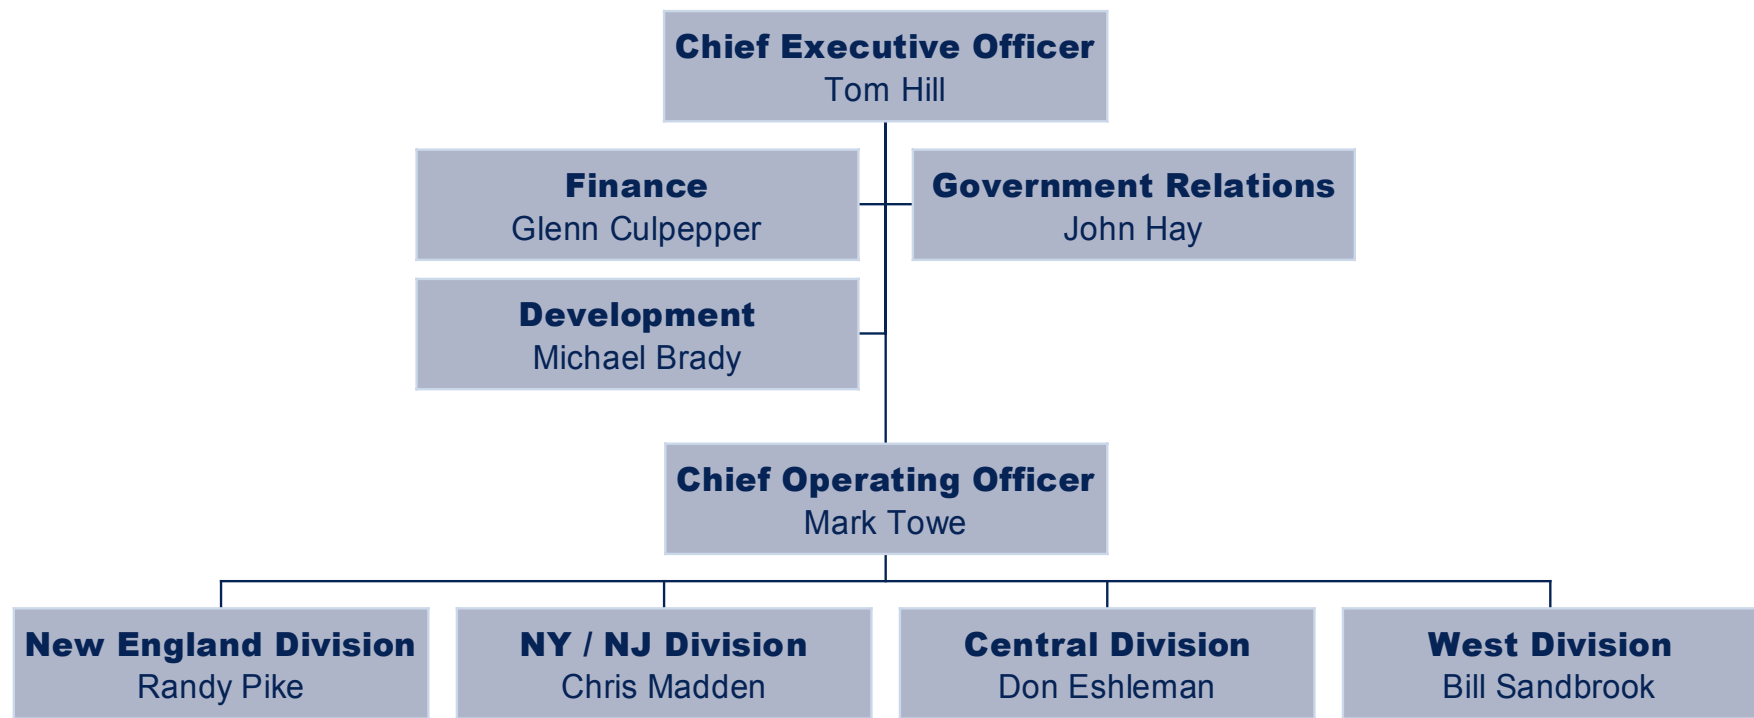 Chief Executive Officer
Tom Hill
Finance
Glenn Culpepper
Government Relations
John Hay
Development
Michael Brady
Chief Operating Officer
Mark Towe
New England Division
Randy Pike
NY / NJ Division
Chris Madden
Central Division
Don Eshleman
West Division
Bill Sandbrook